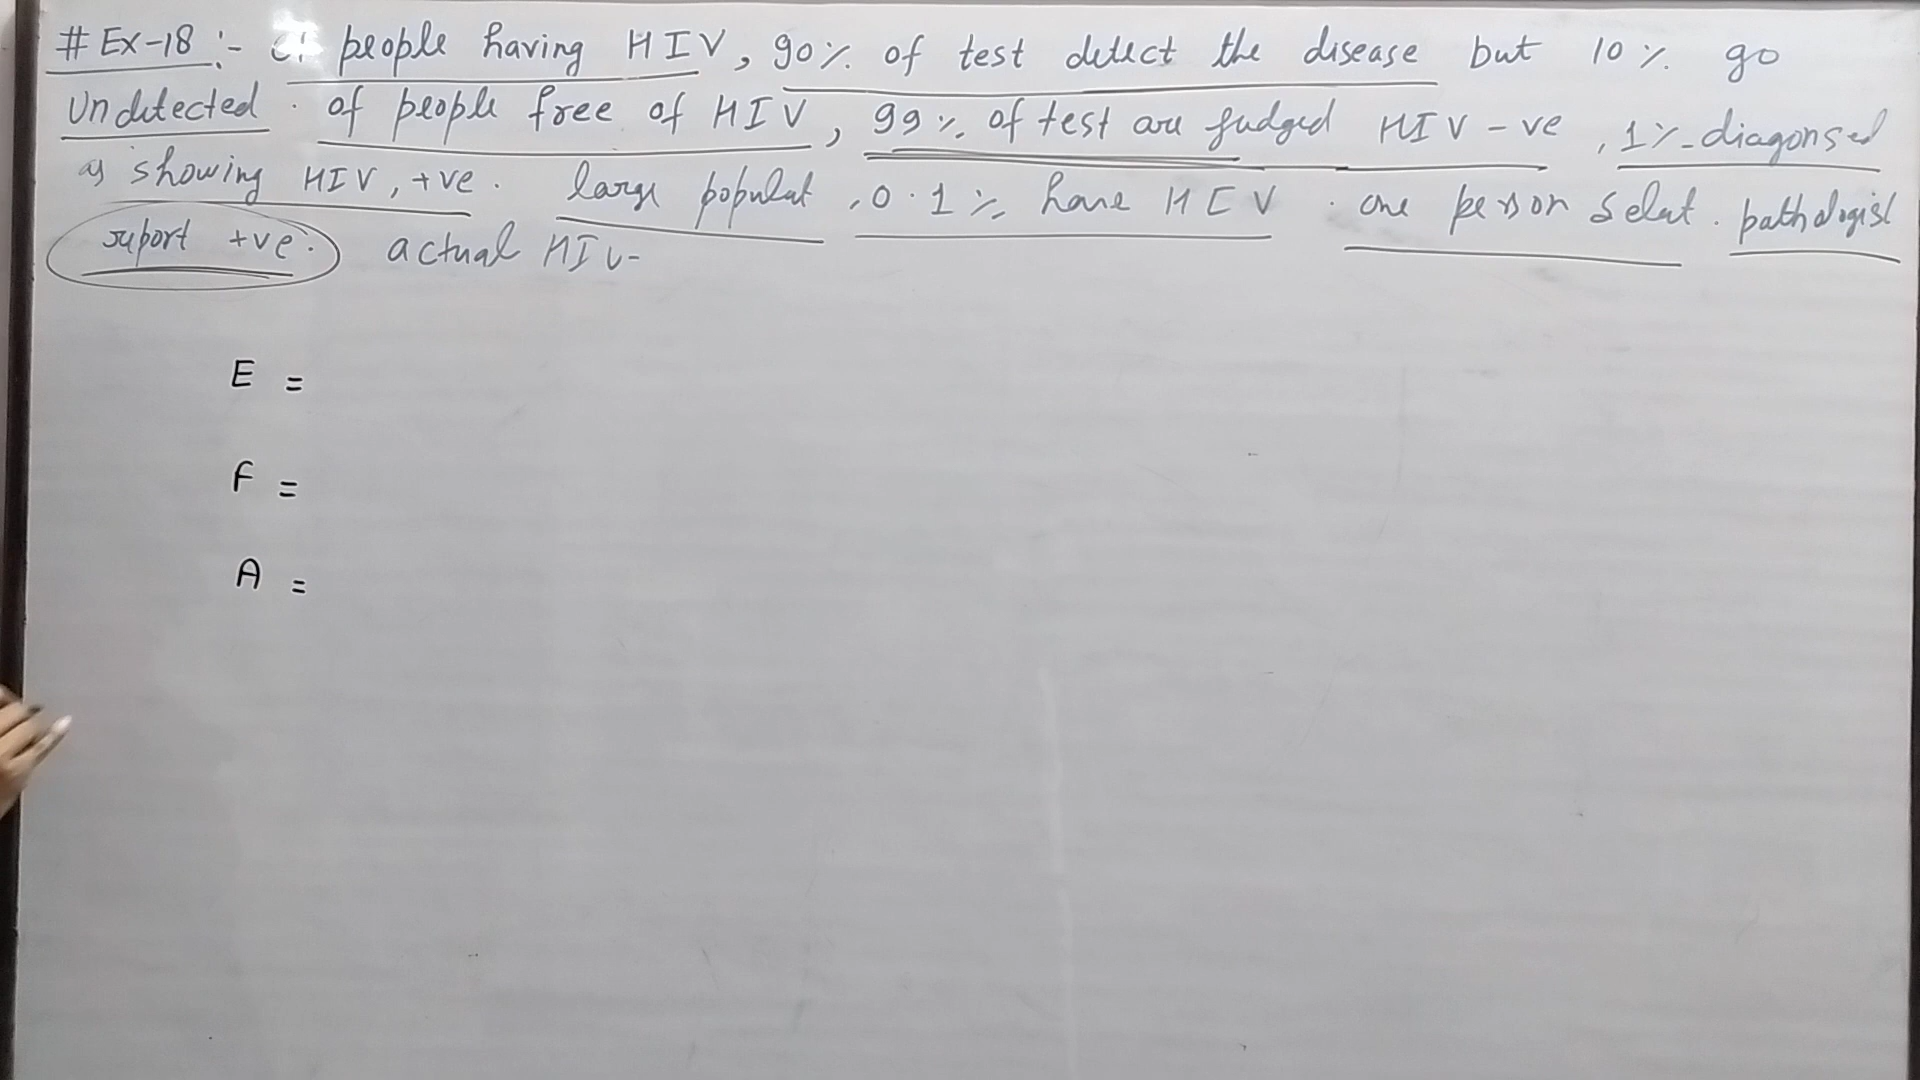 # Ex-18 :- Of people having HIV, 90% of test detect the disease but 10% go
Undetected. of people free of HIV, 99% of test are judged HIV -ve, 1% diagonsed
as showing HIV, +ve. large populat, 0.1% have HIV. one person selut. pathologist
report +ve. actual HIV-
E =
F =
A =